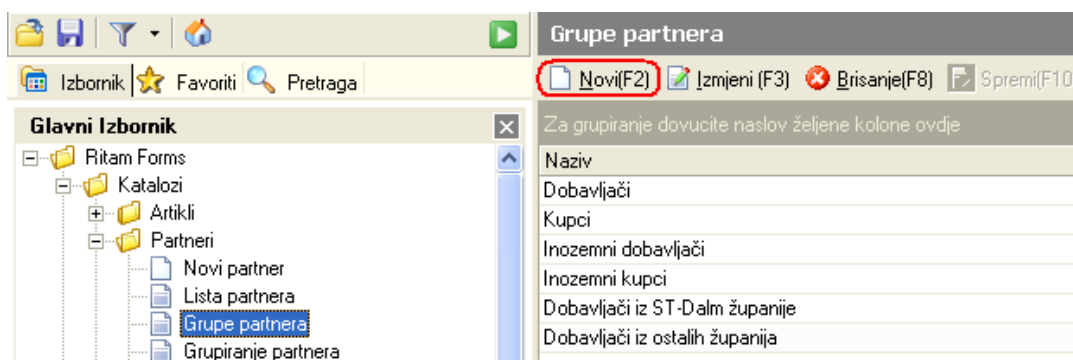 Izbornik Favoriti Pretraga
Glavni Izbornik
Ritam Forms
Katalozi
Artikli
Partneri
Novi partner
Lista partnera
Grupe partnera
Grupiranje partnera
Grupe partnera
Novi(F2) Izmjeni (F3) Brisanje(F8) Spremi(F10
Za grupiranje dovucite naslov željene kolone ovdje
Naziv
Dobavljači
Kupci
Inozemni dobavljači
Inozemni kupci
Dobavljači iz ST-Dalm županije
Dobavljači iz ostalih županija